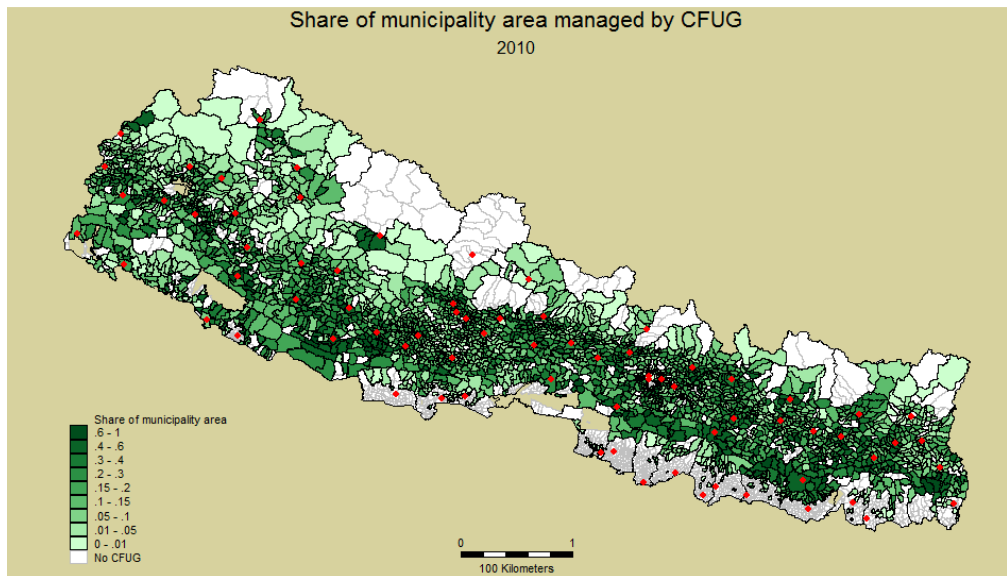 Share of municipality area managed by CFUG
2010
Share of municipality area
.6 - 1
.4 - .6
.3 - .4
.2 - .3
.15 - .2
.1 - .15
.05 - .1
.01 - .05
0 - .01
No CFUG
0 1
100 Kilometers